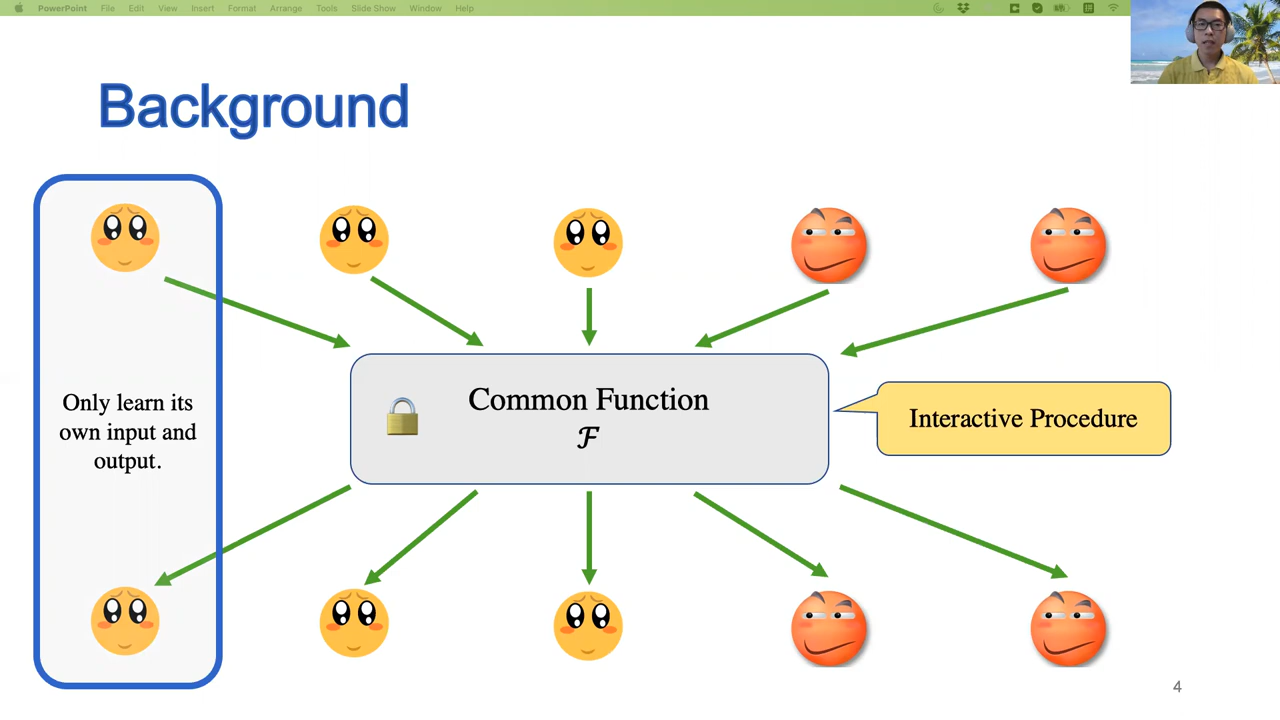 PowerPoint File Edit View Insert Format Arrange Tools Slide Show Window Help
Background
Only learn its
own input and
output.
Common Function
ℱ
Interactive Procedure
4